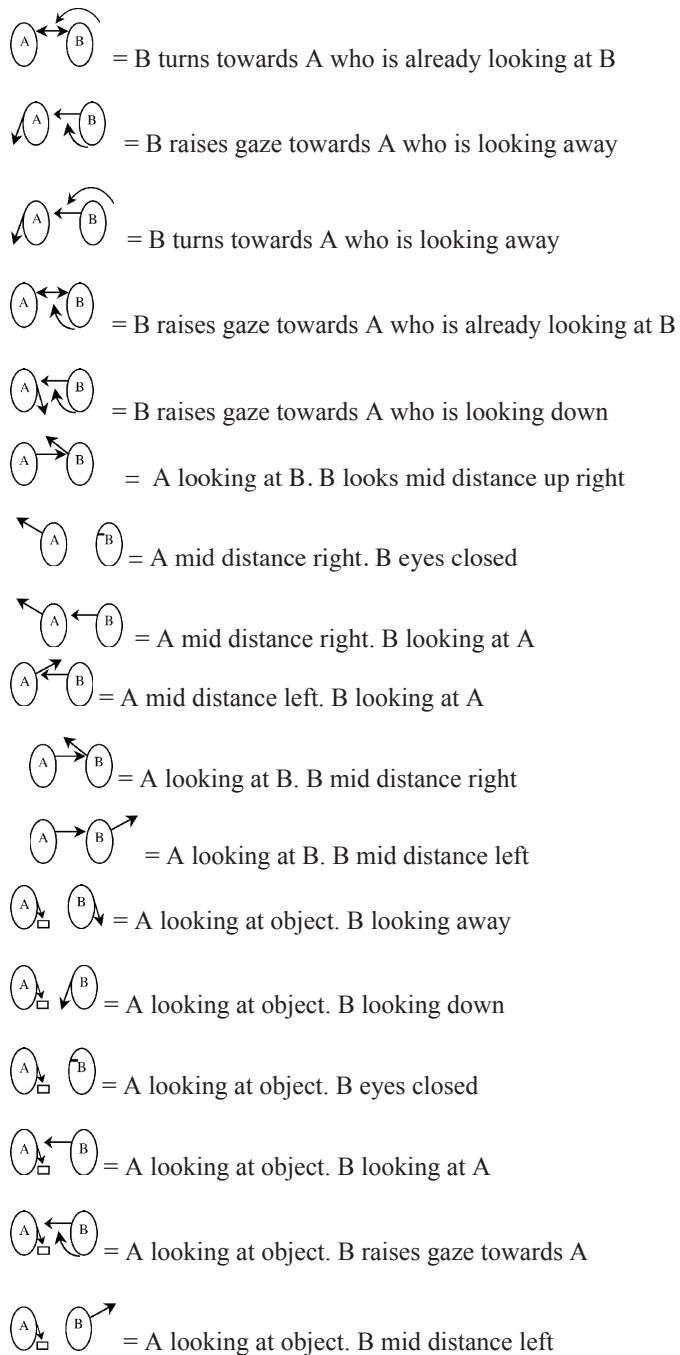 A B = B turns towards A who is already looking at B
A B = B raises gaze towards A who is looking away
A B = B turns towards A who is looking away
A B = B raises gaze towards A who is already looking at B
A B = B raises gaze towards A who is looking down
A B = A looking at B. B looks mid distance up right
A B = A mid distance right. B eyes closed
A B = A mid distance right. B looking at A
A B = A mid distance left. B looking at A
A B = A looking at B. B mid distance right
A B = A looking at B. B mid distance left
A B = A looking at object. B looking away
A B = A looking at object. B looking down
A B = A looking at object. B eyes closed
A B = A looking at object. B looking at A
A B = A looking at object. B raises gaze towards A
A B = A looking at object. B mid distance left